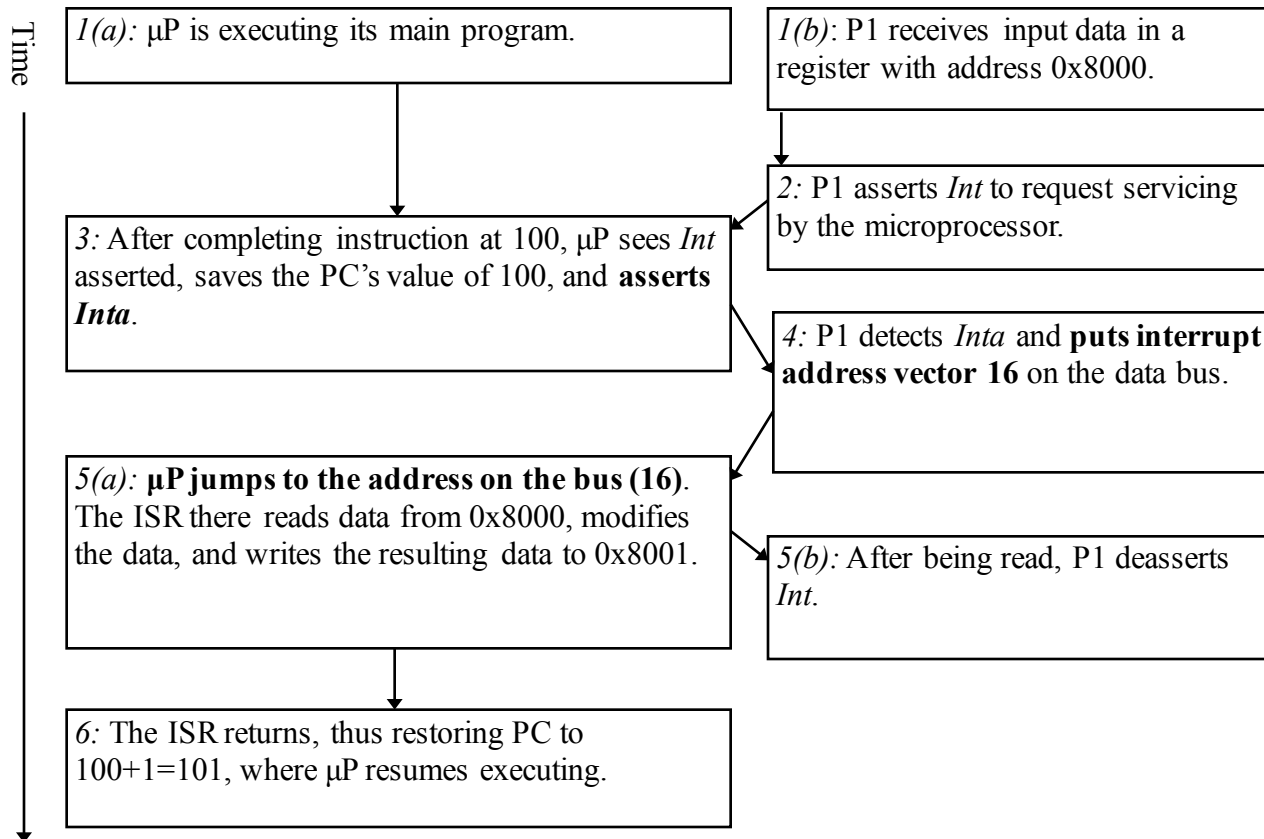 Time
1(a): μP is executing its main program.
1(b): P1 receives input data in a
register with address 0x8000.
2: P1 asserts Int to request servicing
by the microprocessor.
3: After completing instruction at 100, μP sees Int
asserted, saves the PC’s value of 100, and asserts
Inta.
4: P1 detects Inta and puts interrupt
address vector 16 on the data bus.
5(a): μP jumps to the address on the bus (16).
The ISR there reads data from 0x8000, modifies
the data, and writes the resulting data to 0x8001.
5(b): After being read, P1 deasserts
Int.
6: The ISR returns, thus restoring PC to
100+1=101, where μP resumes executing.